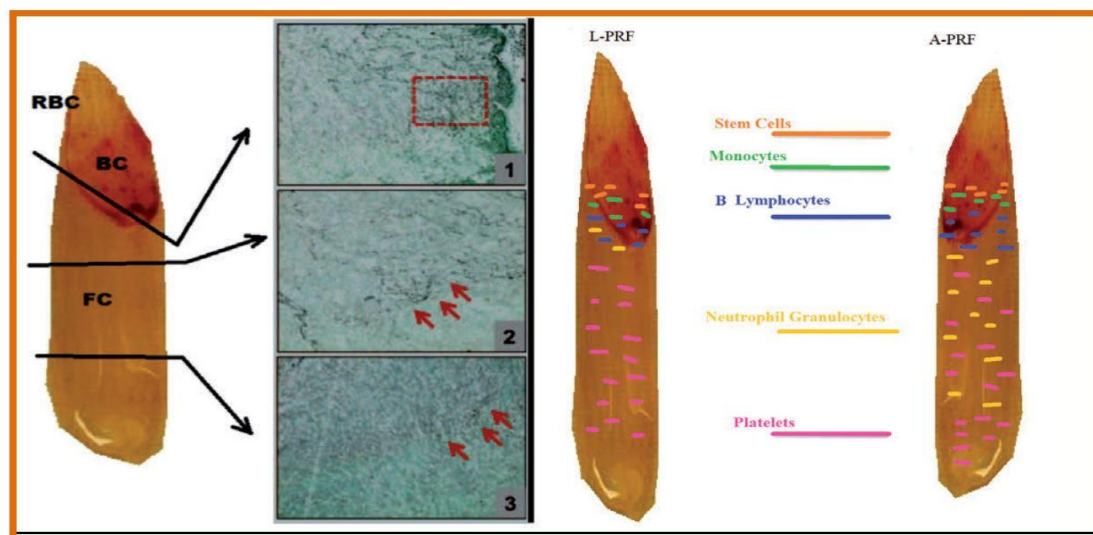 RBC
BC
FC
1
2
3
L-PRF
A-PRF
Stem Cells
Monocytes
B Lymphocytes
Neutrophil Granulocytes
Platelets